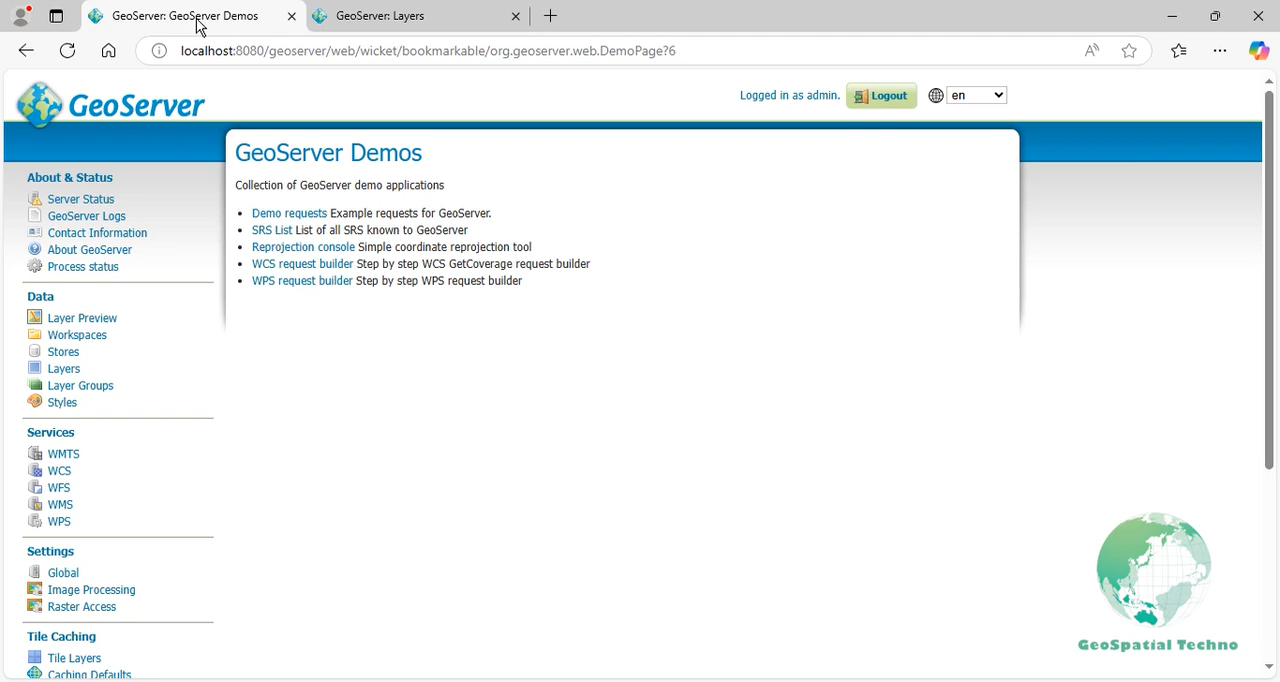 GeoServer: GeoServer Demos
GeoServer: Layers
localhost:8080/geoserver/web/wicket/bookmarkable/org.geoserver.web.DemoPage?6
GeoServer
Logged in as admin.
Logout
en
About & Status
Server Status
GeoServer Logs
Contact Information
About GeoServer
Process status
Data
Layer Preview
Workspaces
Stores
Layers
Layer Groups
Styles
Services
WMTS
WCS
WFS
WMS
WPS
Settings
Global
Image Processing
Raster Access
Tile Caching
Tile Layers
Caching Defaults
GeoServer Demos
Collection of GeoServer demo applications
Demo requests Example requests for GeoServer.
SRS List List of all SRS known to GeoServer
Reprojection console Simple coordinate reprojection tool
WCS request builder Step by step WCS GetCoverage request builder
WPS request builder Step by step WPS request builder
GeoSpatial Techno